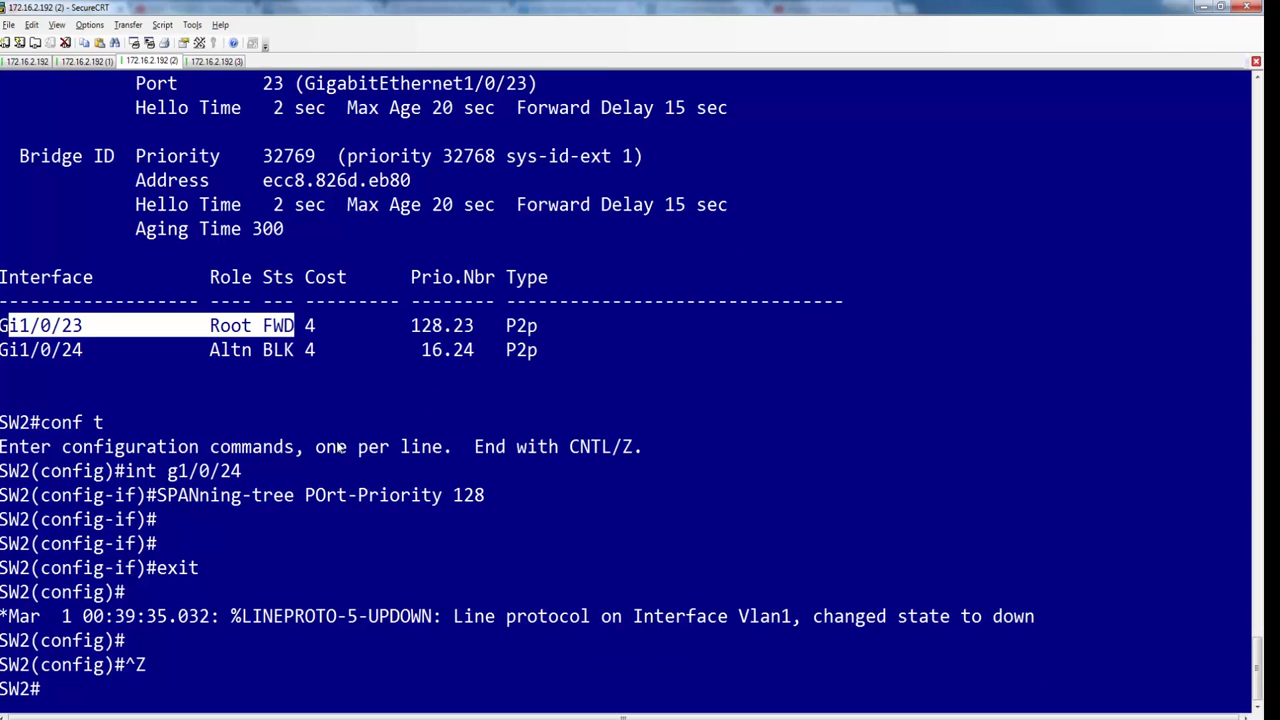 172.16.2.192 (2) - SecureCRT
File Edit View Options Transfer Script Tools Help
172.16.2.192 172.16.2.192 (1) 172.16.2.192 (2) 172.16.2.192 (3)
Port 23 (GigabitEthernet1/0/23)
Hello Time 2 sec Max Age 20 sec Forward Delay 15 sec
Bridge ID Priority 32769 (priority 32768 sys-id-ext 1)
Address ecc8.826d.eb80
Hello Time 2 sec Max Age 20 sec Forward Delay 15 sec
Aging Time 300
Interface Role Sts Cost Prio.Nbr Type
------------------- ---- --- --------- -------- --------------------------------
Gi1/0/23 Root FWD 4 128.23 P2p
Gi1/0/24 Altn BLK 4 16.24 P2p
SW2#conf t
Enter configuration commands, one per line. End with CNTL/Z.
SW2(config)#int g1/0/24
SW2(config-if)#SPANning-tree POrt-Priority 128
SW2(config-if)#
SW2(config-if)#
SW2(config-if)#exit
SW2(config)#
*Mar 1 00:39:35.032: %LINEPROTO-5-UPDOWN: Line protocol on Interface Vlan1, changed state to down
SW2(config)#
SW2(config)#^Z
SW2#